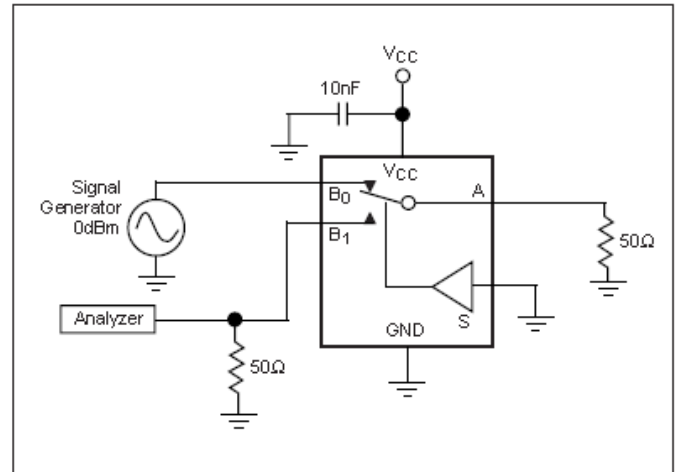 VCC
10nF
VCC
Signal
Generator
0dBm
B0
A
B1
50Ω
Analyzer
S
GND
50Ω